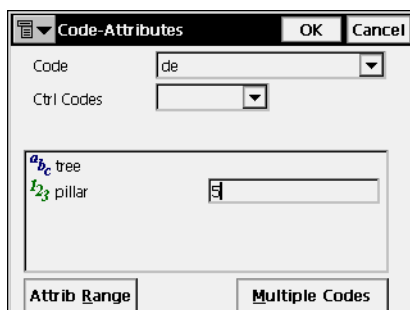 Code-Attributes OK Cancel
Code de
Ctrl Codes
abc tree
123 pillar 5
Attrib Range Multiple Codes